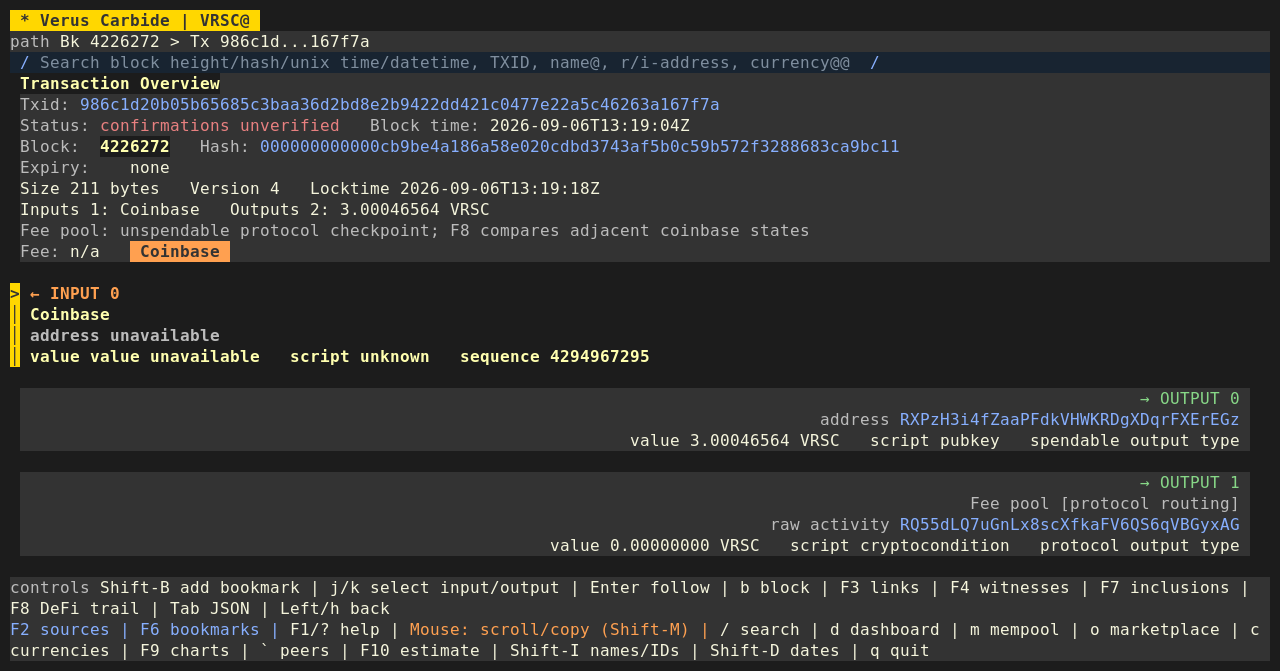 * Verus Carbide | VRSC@
path Bk 4226272 > Tx 986c1d...167f7a
/ Search block height/hash/unix time/datetime, TXID, name@, r/i-address, currency@@ /
Transaction Overview
Txid: 986c1d20b05b65685c3baa36d2bd8e2b9422dd421c0477e22a5c46263a167f7a
Status: confirmations unverified Block time: 2026-09-06T13:19:04Z
Block: 4226272 Hash: 000000000000cb9be4a186a58e020cdbd3743af5b0c59b572f3288683ca9bc11
Expiry: none
Size 211 bytes Version 4 Locktime 2026-09-06T13:19:18Z
Inputs 1: Coinbase Outputs 2: 3.00046564 VRSC
Fee pool: unspendable protocol checkpoint; F8 compares adjacent coinbase states
Fee: n/a Coinbase
> ← INPUT 0
| Coinbase
| address unavailable
| value value unavailable script unknown sequence 4294967295
→ OUTPUT 0
address RXPzH3i4fZaaPFdkVHWKRDgXDqrFXErEGz
value 3.00046564 VRSC script pubkey spendable output type
→ OUTPUT 1
Fee pool [protocol routing]
raw activity RQ55dLQ7uGnLx8scXfkaFV6QS6qVBGyxAG
value 0.00000000 VRSC script cryptocondition protocol output type
controls Shift-B add bookmark | j/k select input/output | Enter follow | b block | F3 links | F4 witnesses | F7 inclusions |
F8 DeFi trail | Tab JSON | Left/h back
F2 sources | F6 bookmarks | F1/? help | Mouse: scroll/copy (Shift-M) | / search | d dashboard | m mempool | o marketplace | c
currencies | F9 charts | ` peers | F10 estimate | Shift-I names/IDs | Shift-D dates | q quit